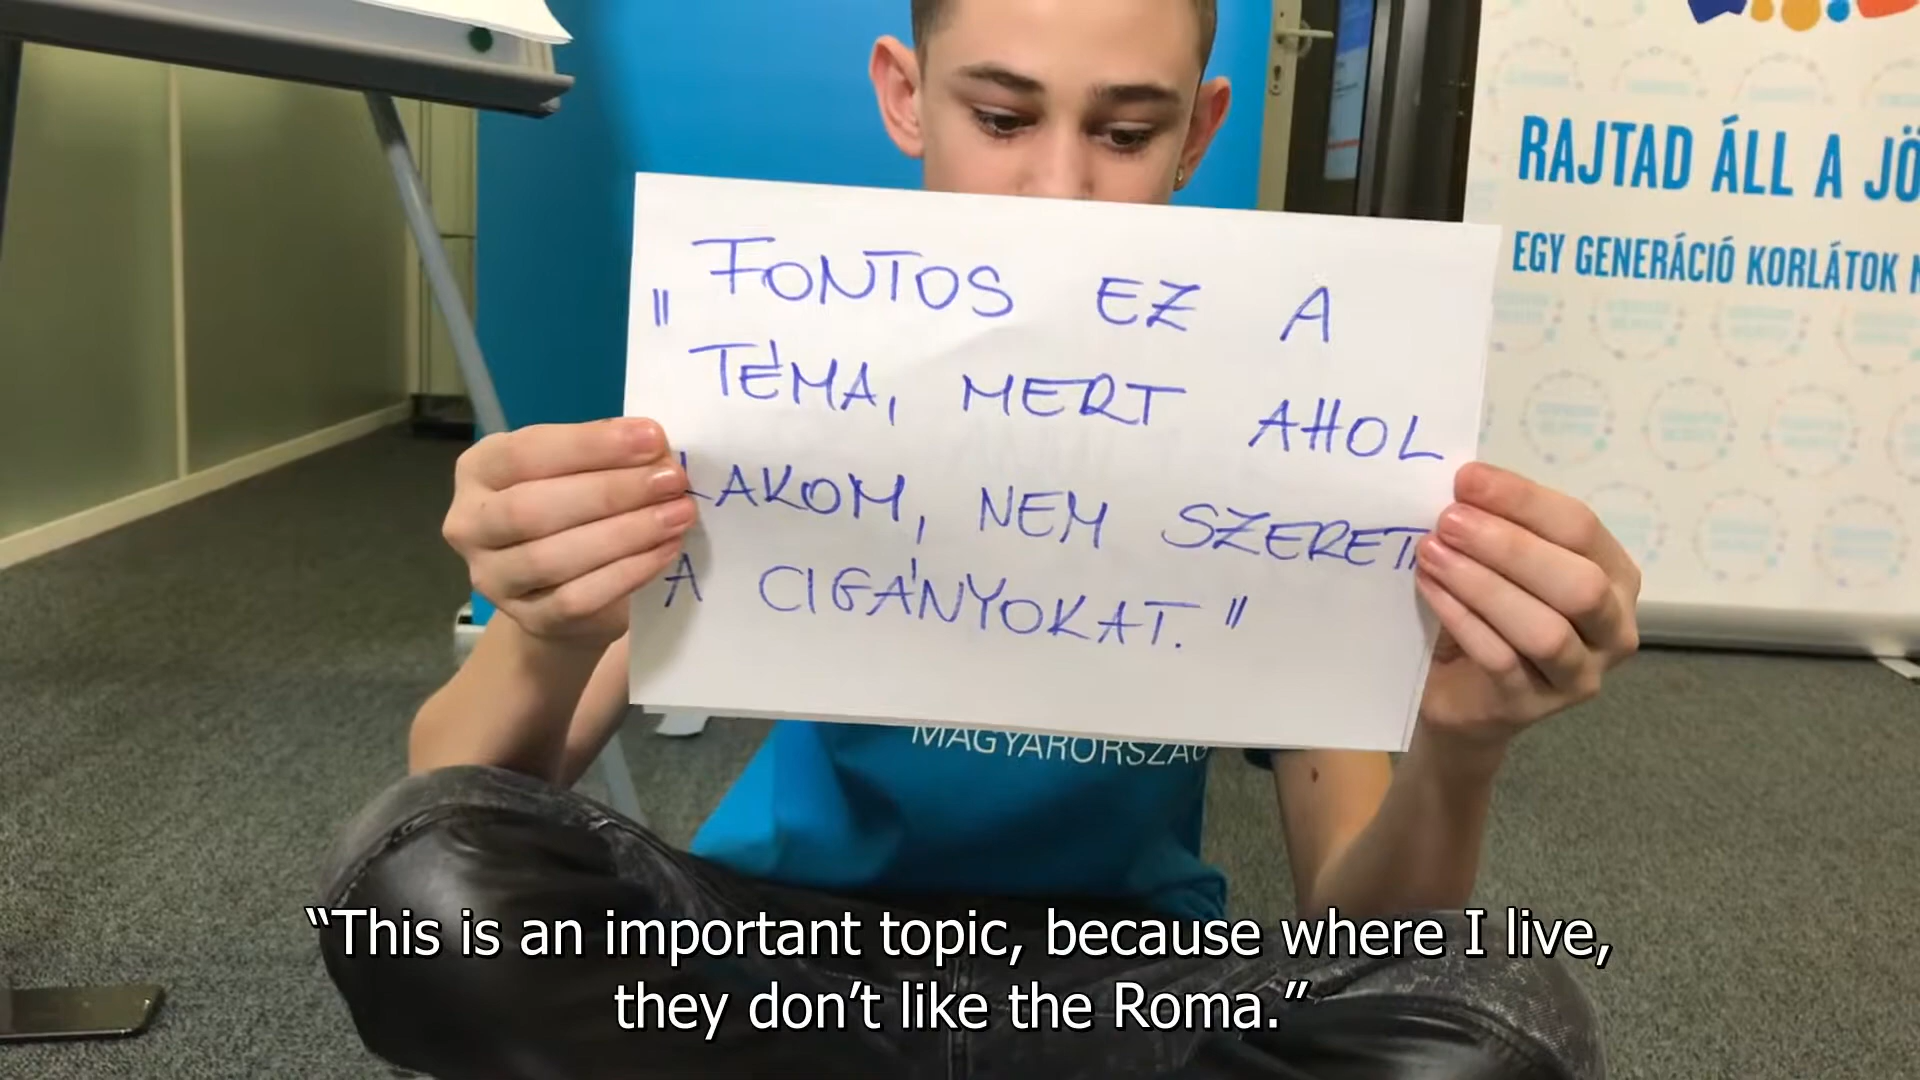 RAJTAD ÁLL A JÖ
EGY GENERÁCIÓ KORLÁTOK N
„FONTOS EZ A
TÉMA, MERT AHOL
LAKOM, NEM SZERET
A CIGÁNYOKAT."
MAGYARORSZÁG
“This is an important topic, because where I live,
they don’t like the Roma.”